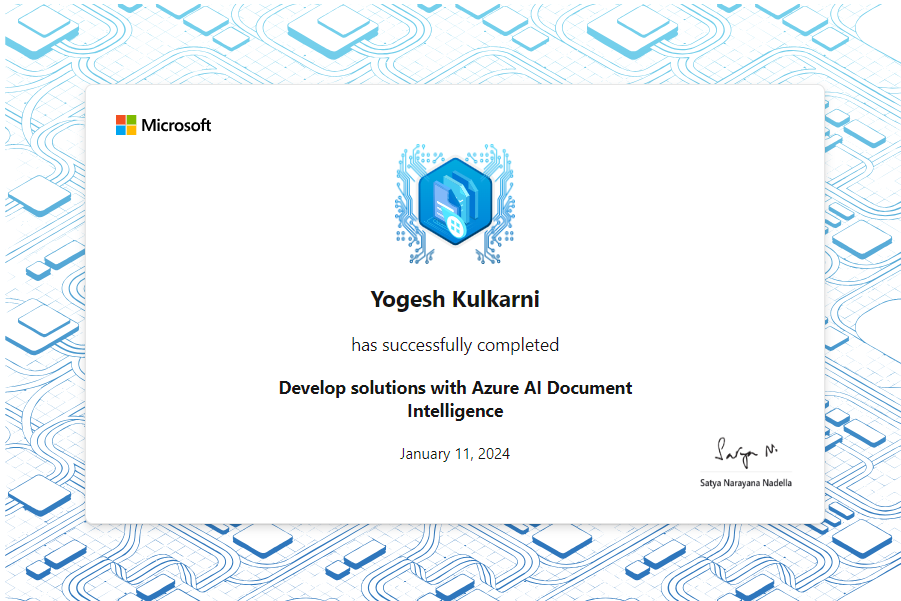 Microsoft
Yogesh Kulkarni
has successfully completed
Develop solutions with Azure AI Document
Intelligence
January 11, 2024
Satya N.
Satya Narayana Nadella